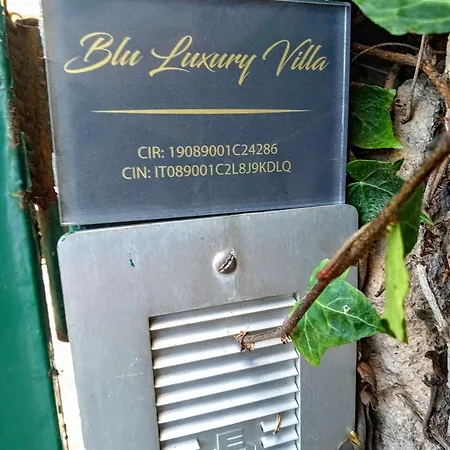 Blu Luxury Villa
CIR: 19089001C24286
CIN: IT089001C2L8J9KDLQ